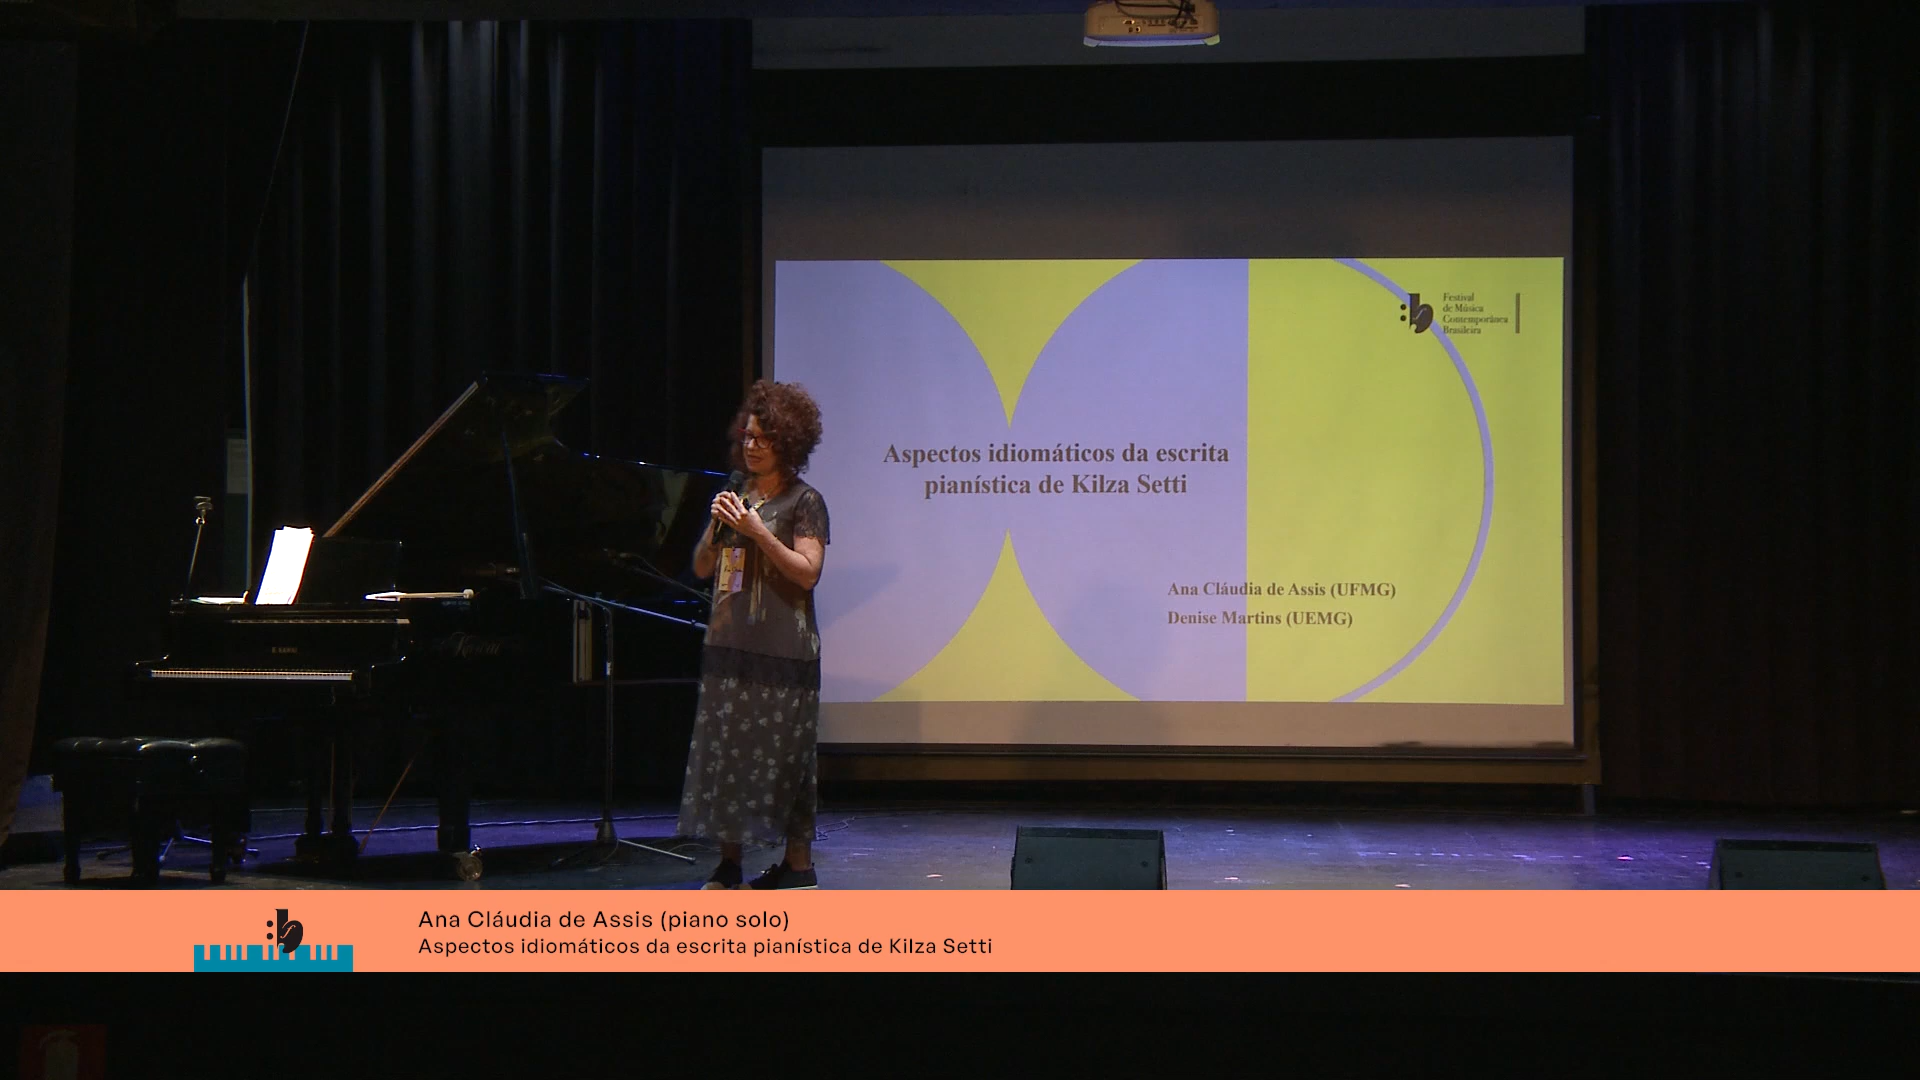 Festival
de Música
Contemporânea
Brasileira
Aspectos idiomáticos da escrita
pianística de Kilza Setti
Ana Cláudia de Assis (UFMG)
Denise Martins (UEMG)
KAWAI
Ana Cláudia de Assis (piano solo)
Aspectos idiomáticos da escrita pianística de Kilza Setti